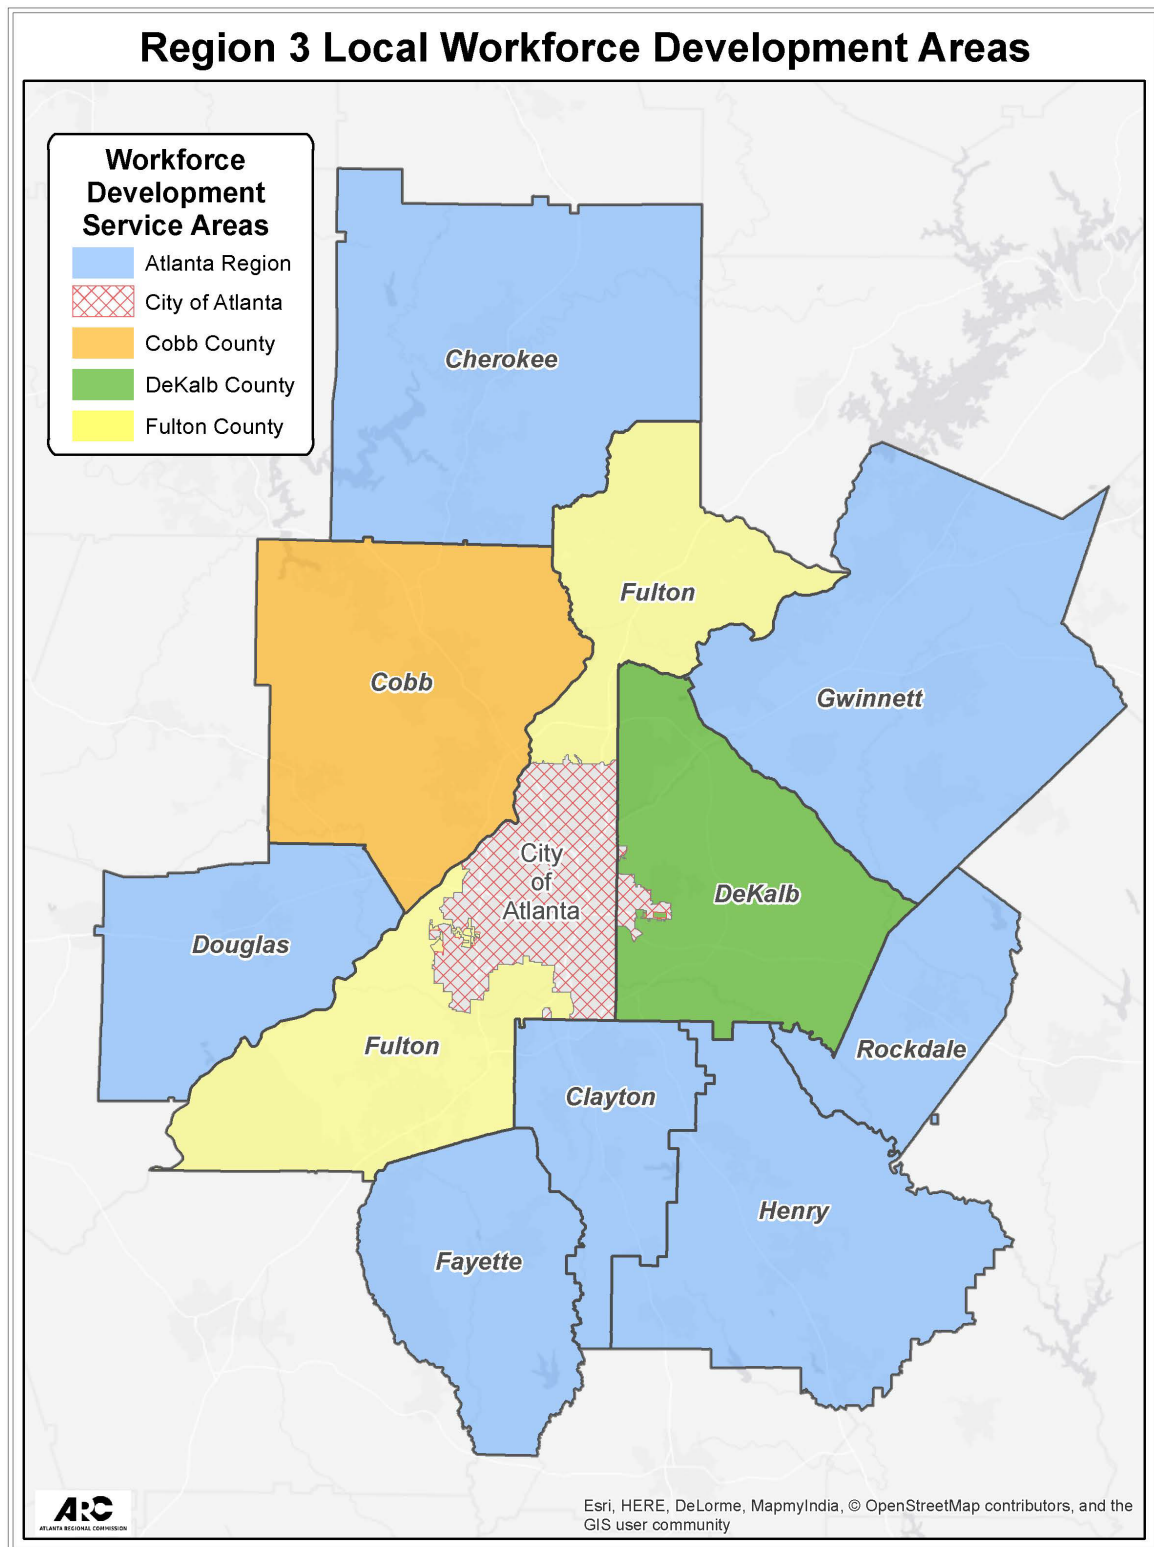 Region 3 Local Workforce Development Areas
Workforce
Development
Service Areas
Atlanta Region
City of Atlanta
Cobb County
DeKalb County
Fulton County
Cherokee
Fulton
Cobb
Gwinnett
City
of
Atlanta
DeKalb
Douglas
Fulton
Rockdale
Clayton
Henry
Fayette
ARC
ATLANTA REGIONAL COMMISSION
Esri, HERE, DeLorme, MapmyIndia, © OpenStreetMap contributors, and the
GIS user community